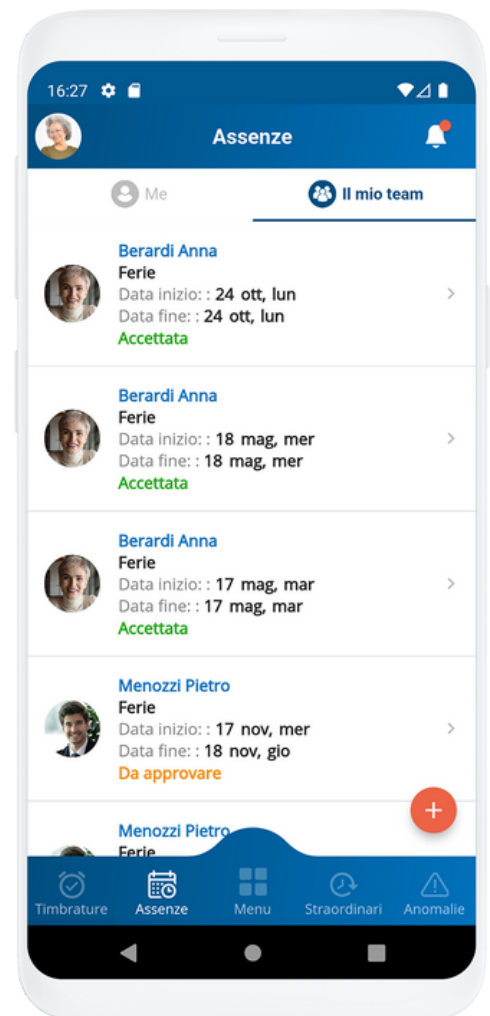 16:27
Assenze
Me
Il mio team
Berardi Anna
Ferie
Data inizio: : 24 ott, lun
Data fine: : 24 ott, lun
Accettata
Berardi Anna
Ferie
Data inizio: : 18 mag, mer
Data fine: : 18 mag, mer
Accettata
Berardi Anna
Ferie
Data inizio: : 17 mag, mar
Data fine: : 17 mag, mar
Accettata
Menozzi Pietro
Ferie
Data inizio: : 17 nov, mer
Data fine: : 18 nov, gio
Da approvare
Menozzi Pietro
Ferie
Timbrature
Assenze
Menu
Straordinari
Anomalie